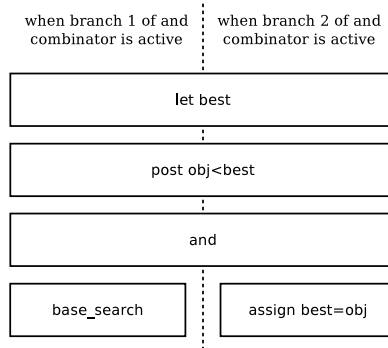 when branch 1 of and
combinator is active
when branch 2 of and
combinator is active
let best
post obj<best
and
base_search
assign best=obj